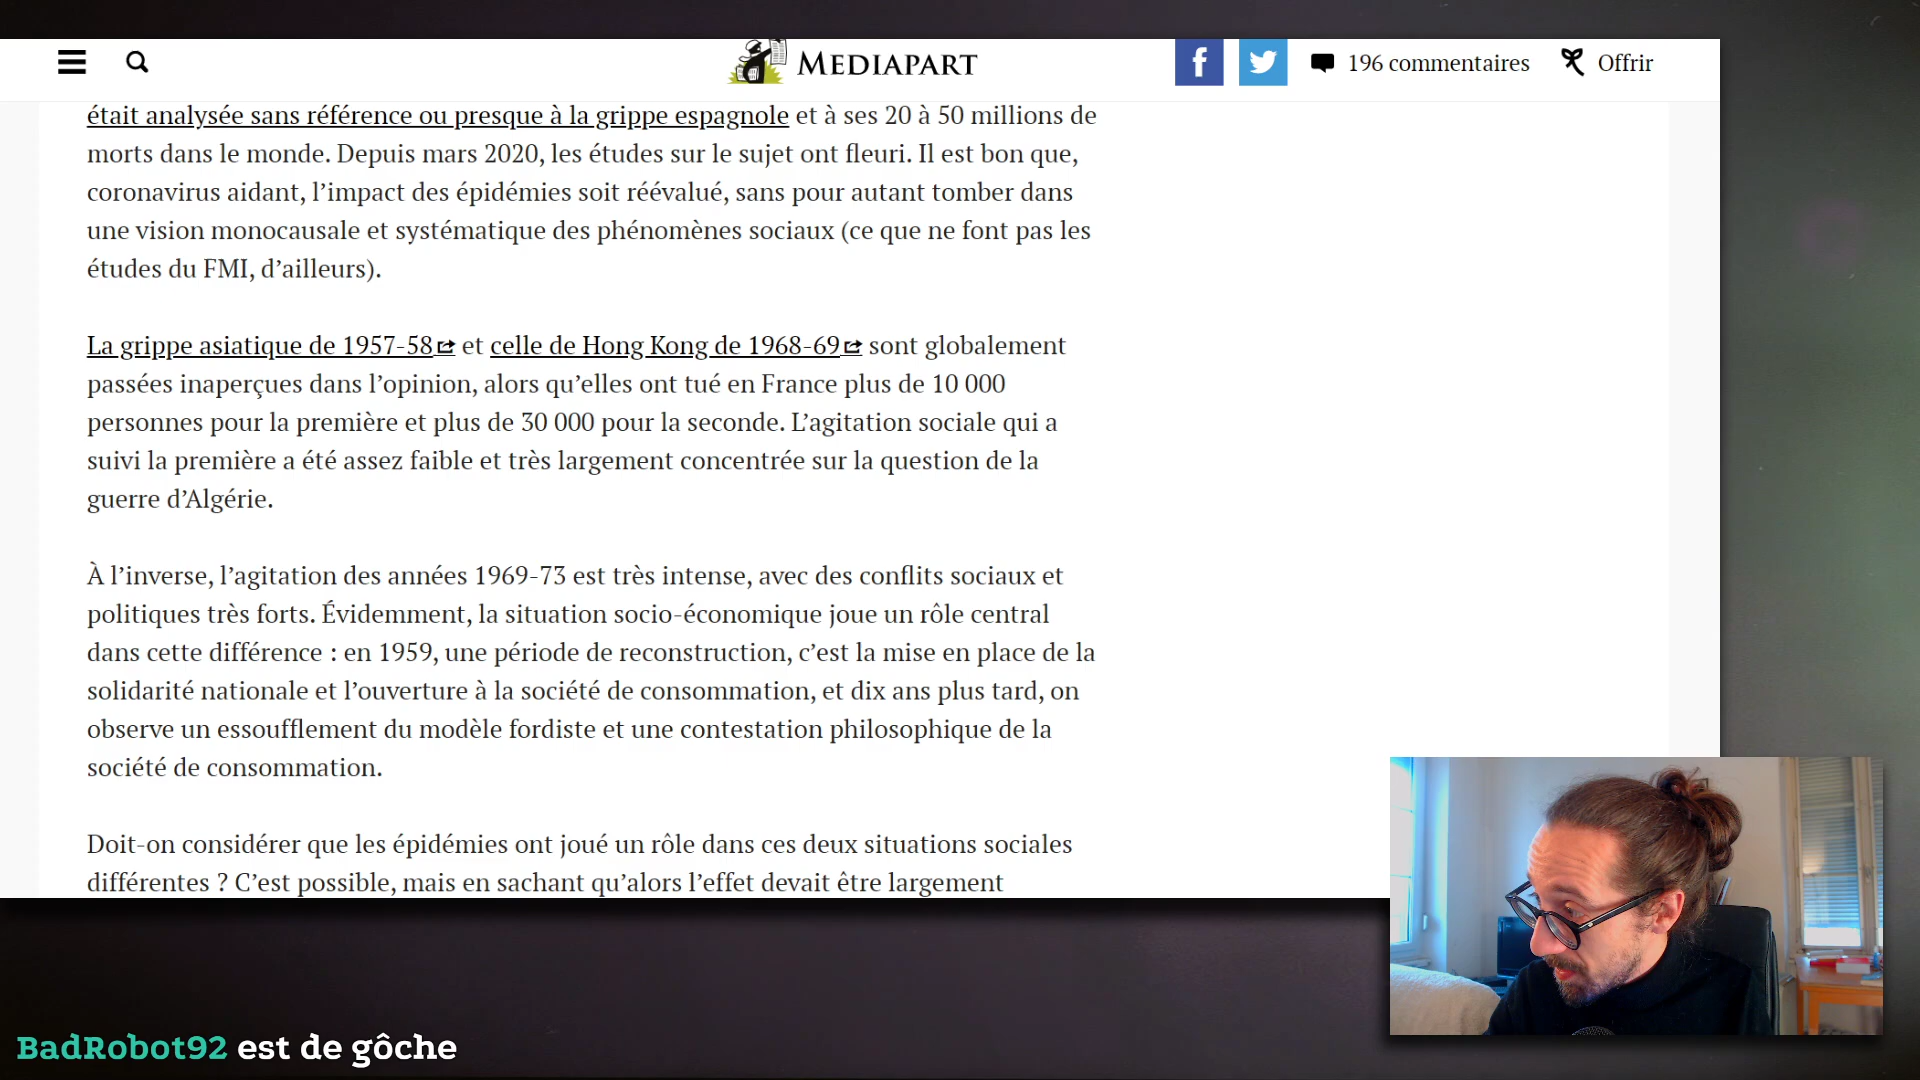 MEDIAPART
f
196 commentaires
Offrir
était analysée sans référence ou presque à la grippe espagnole et à ses 20 à 50 millions de
morts dans le monde. Depuis mars 2020, les études sur le sujet ont fleuri. Il est bon que,
coronavirus aidant, l’impact des épidémies soit réévalué, sans pour autant tomber dans
une vision monocausale et systématique des phénomènes sociaux (ce que ne font pas les
études du FMI, d’ailleurs).
La grippe asiatique de 1957-58 et celle de Hong Kong de 1968-69 sont globalement
passées inaperçues dans l’opinion, alors qu’elles ont tué en France plus de 10 000
personnes pour la première et plus de 30 000 pour la seconde. L’agitation sociale qui a
suivi la première a été assez faible et très largement concentrée sur la question de la
guerre d’Algérie.
À l’inverse, l’agitation des années 1969-73 est très intense, avec des conflits sociaux et
politiques très forts. Évidemment, la situation socio-économique joue un rôle central
dans cette différence : en 1959, une période de reconstruction, c’est la mise en place de la
solidarité nationale et l’ouverture à la société de consommation, et dix ans plus tard, on
observe un essoufflement du modèle fordiste et une contestation philosophique de la
société de consommation.
Doit-on considérer que les épidémies ont joué un rôle dans ces deux situations sociales
différentes ? C’est possible, mais en sachant qu’alors l’effet devait être largement
BadRobot92 est de gôche